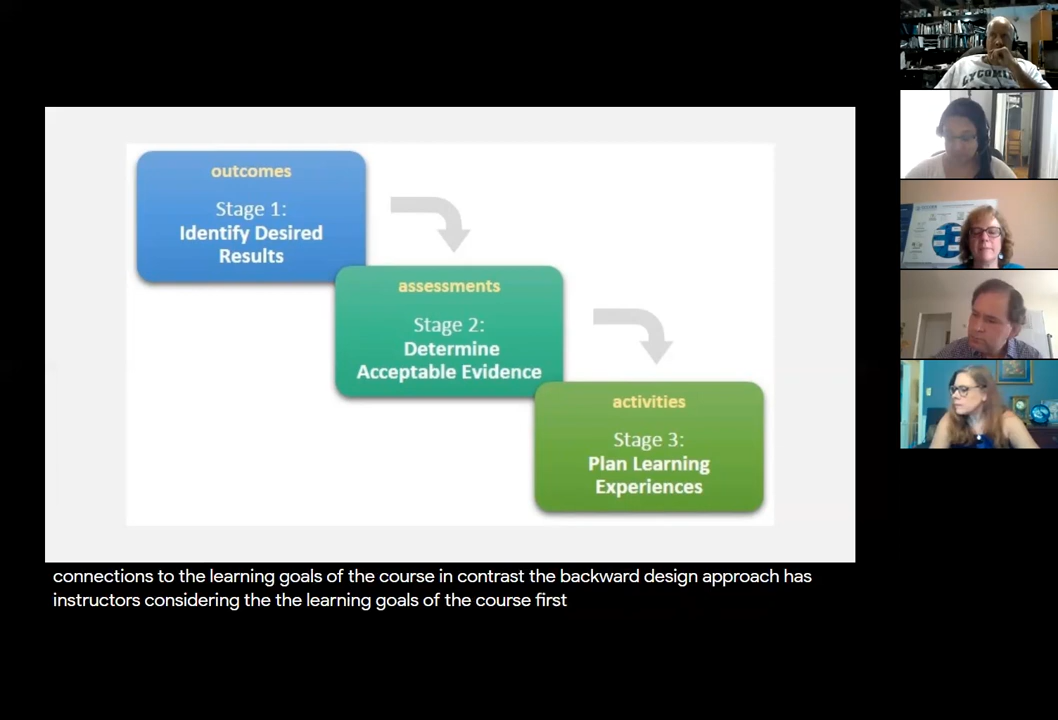 outcomes
Stage 1:
Identify Desired
Results
assessments
Stage 2:
Determine
Acceptable Evidence
activities
Stage 3:
Plan Learning
Experiences
connections to the learning goals of the course in contrast the backward design approach has
instructors considering the the learning goals of the course first